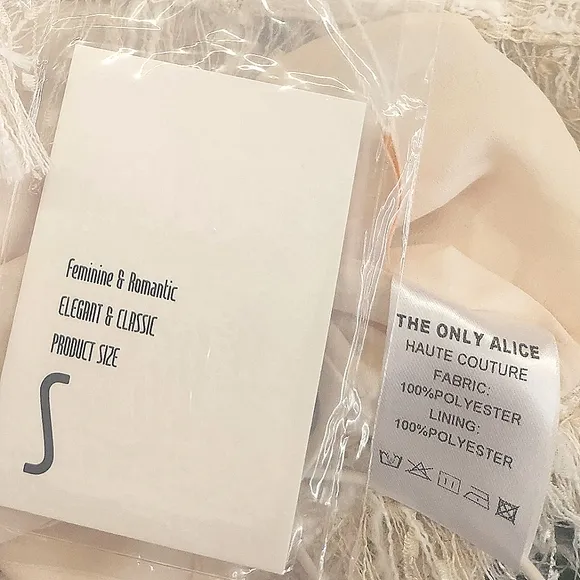 Feminine & Romantic
ELEGANT & CLASSIC
PRODUCT SIZE
S
THE ONLY ALICE
HAUTE COUTURE
FABRIC:
100%POLYESTER
LINING:
100%POLYESTER